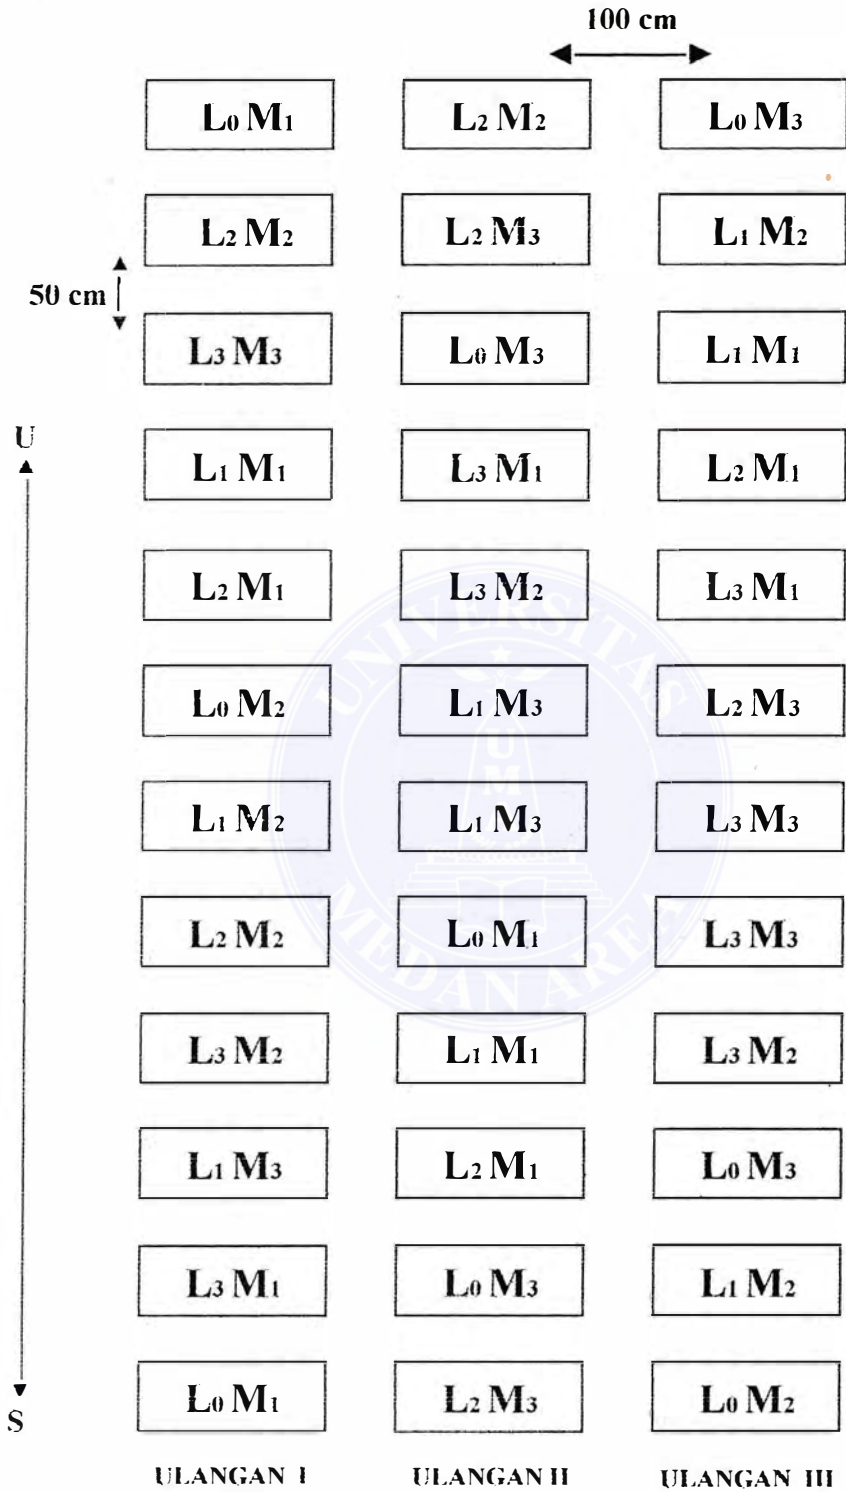 100 cm
L0 M1 L2 M2 L0 M3
L2 M2 L2 M3 L1 M2
50 cm
L3 M3 L0 M3 L1 M1
U
L1 M1 L3 M1 L2 M1
L2 M1 L3 M2 L3 M1
L0 M2 L1 M3 L2 M3
L1 M2 L1 M3 L3 M3
L2 M2 L0 M1 L3 M3
L3 M2 L1 M1 L3 M2
L1 M3 L2 M1 L0 M3
L3 M1 L0 M3 L1 M2
L0 M1 L2 M3 L0 M2
S
ULANGAN I ULANGAN II ULANGAN III
UNIVERSITAS
UMA
MEDAN AREA